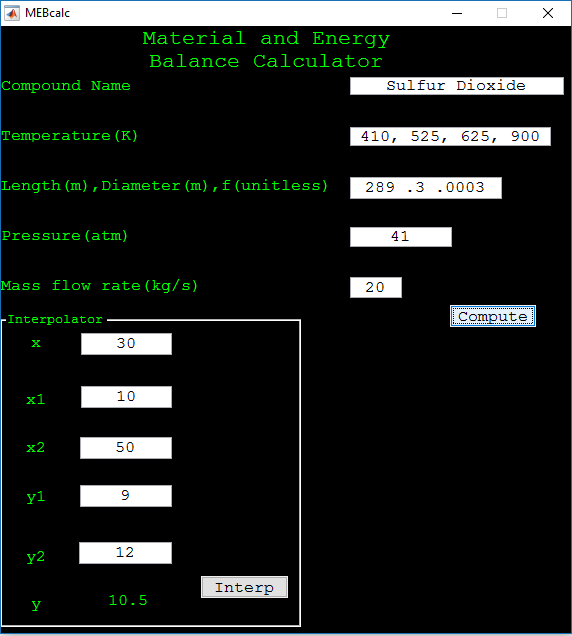 MEBcalc
Material and Energy
Balance Calculator
Compound Name Sulfur Dioxide
Temperature(K) 410, 525, 625, 900
Length(m),Diameter(m),f(unitless) 289 .3 .0003
Pressure(atm) 41
Mass flow rate(kg/s) 20
Compute
Interpolator
x 30
x1 10
x2 50
y1 9
y2 12
Interp
y 10.5